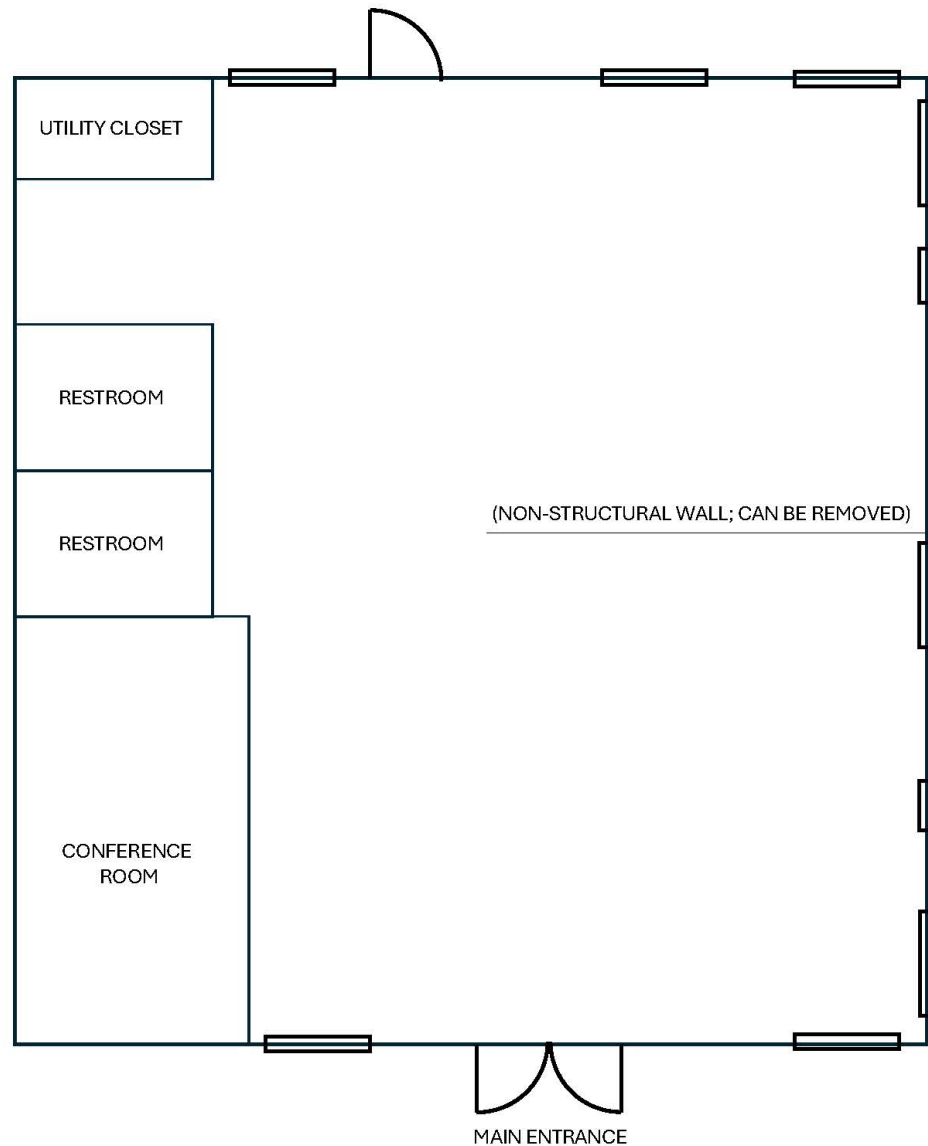 UTILITY CLOSET
RESTROOM
(NON-STRUCTURAL WALL; CAN BE REMOVED)
RESTROOM
CONFERENCE
ROOM
MAIN ENTRANCE